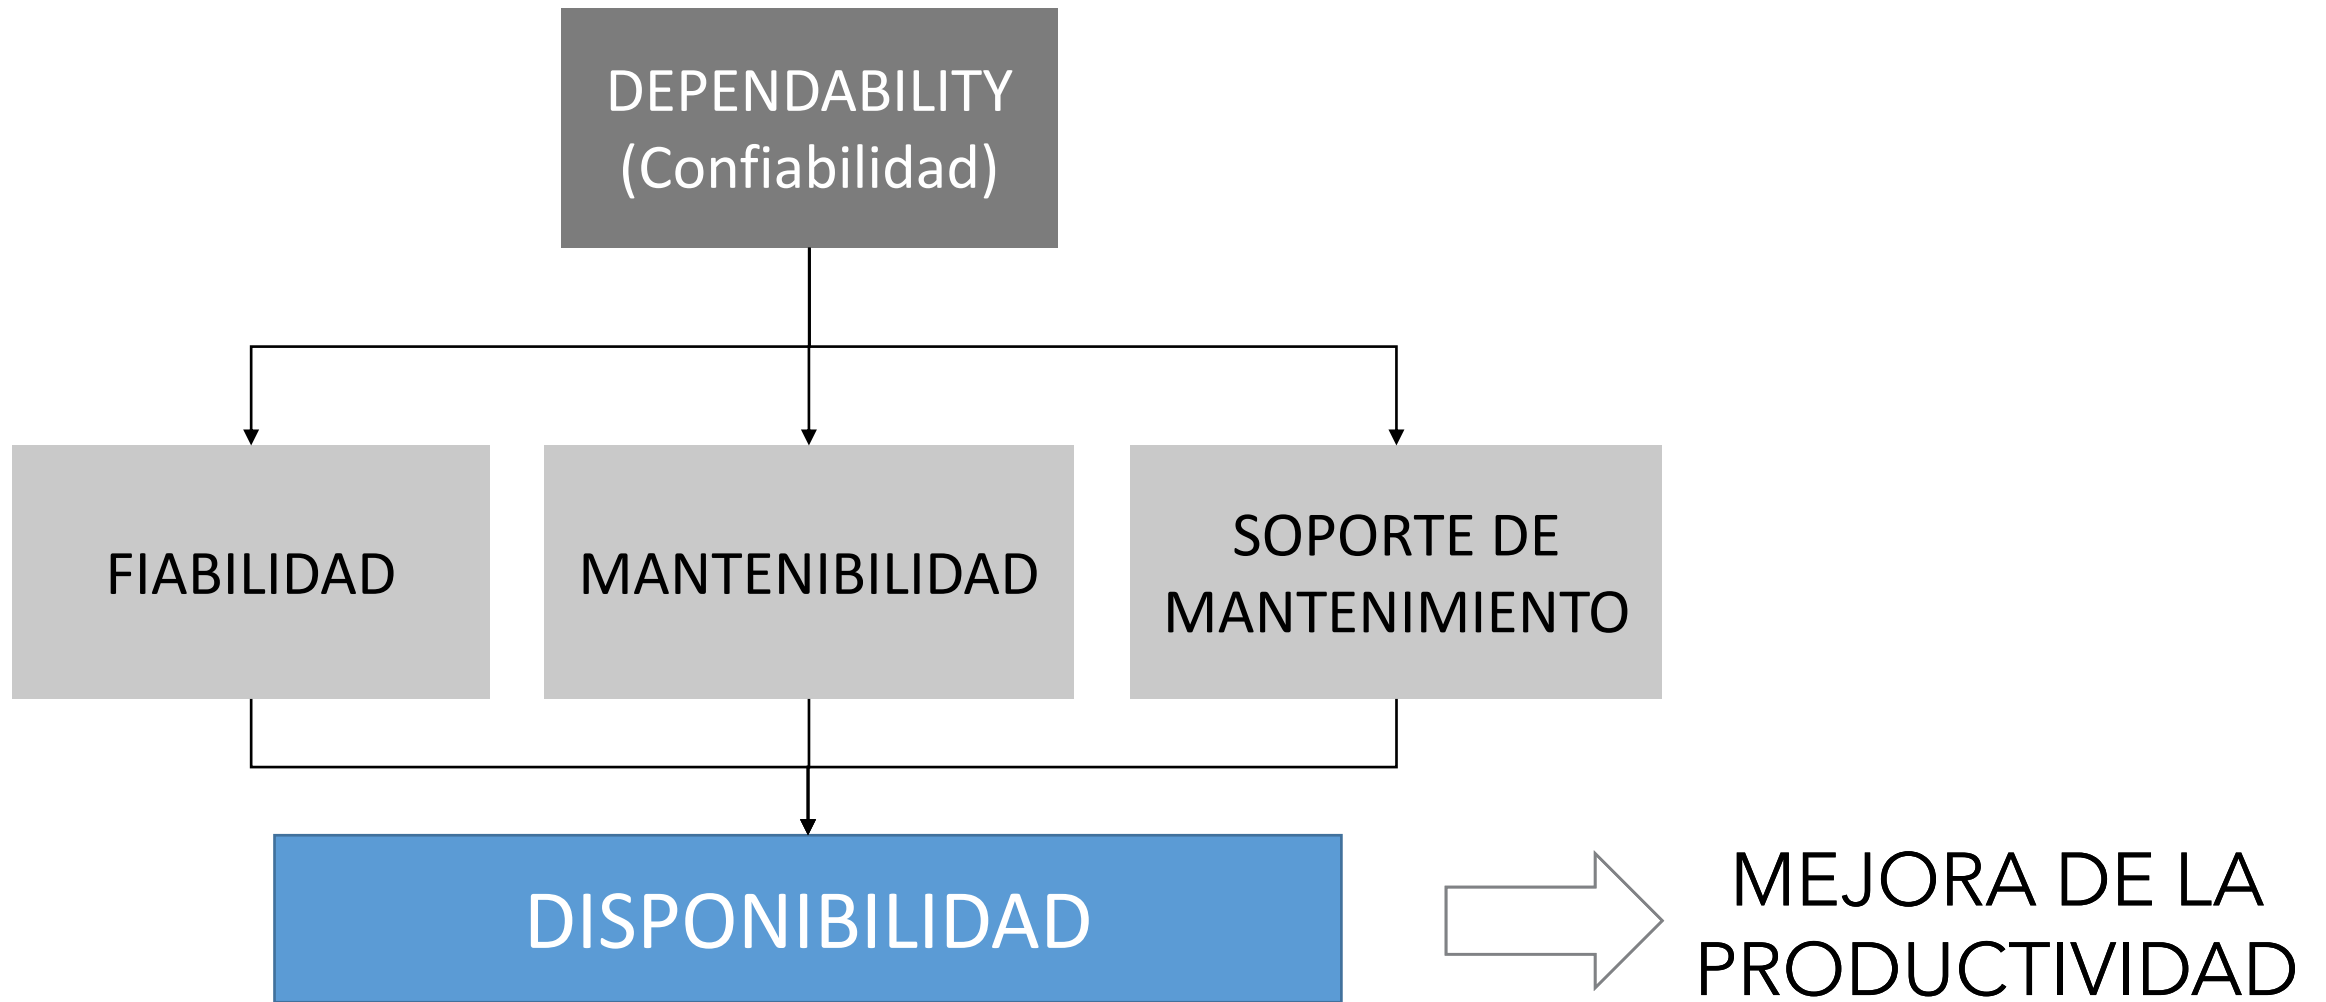 DEPENDABILITY
(Confiabilidad)
FIABILIDAD
MANTENIBILIDAD
SOPORTE DE
MANTENIMIENTO
DISPONIBILIDAD
MEJORA DE LA
PRODUCTIVIDAD